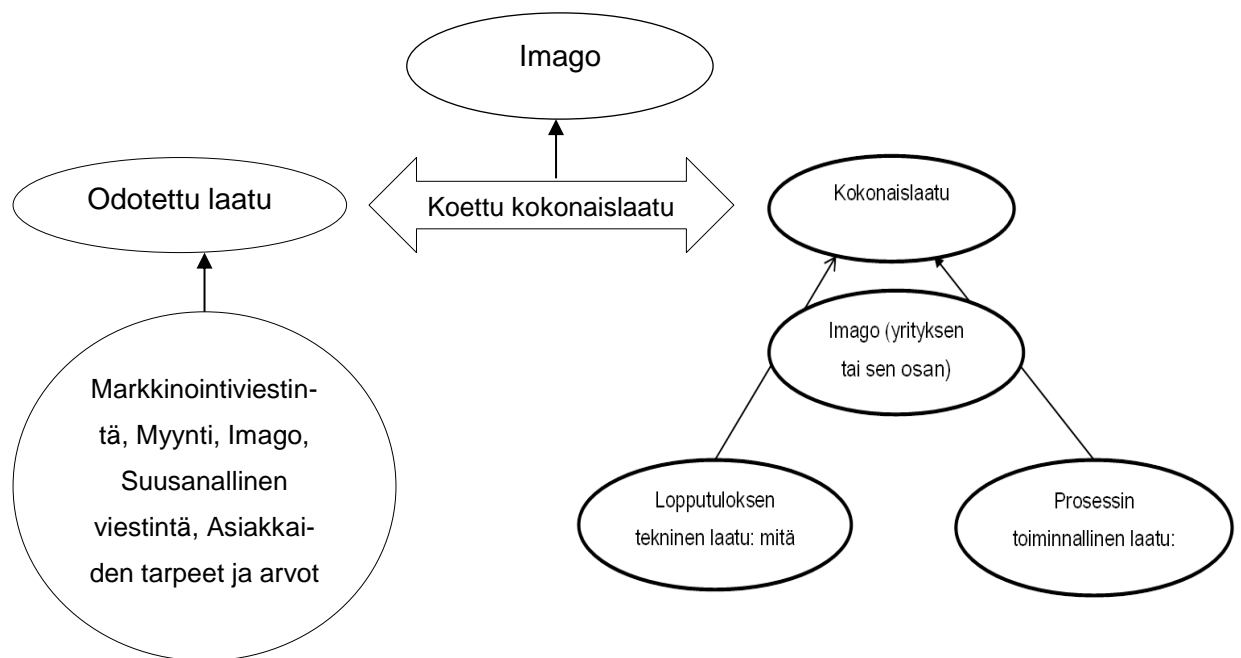 Imago
Odotettu laatu
Koettu kokonaislaatu
Kokonaislaatu
Imago (yrityksen
tai sen osan)
Markkinointiviestin-
tä, Myynti, Imago,
Suusanallinen
viestintä, Asiakkai-
den tarpeet ja arvot
Lopputuloksen
tekninen laatu: mitä
Prosessin
toiminnallinen laatu: